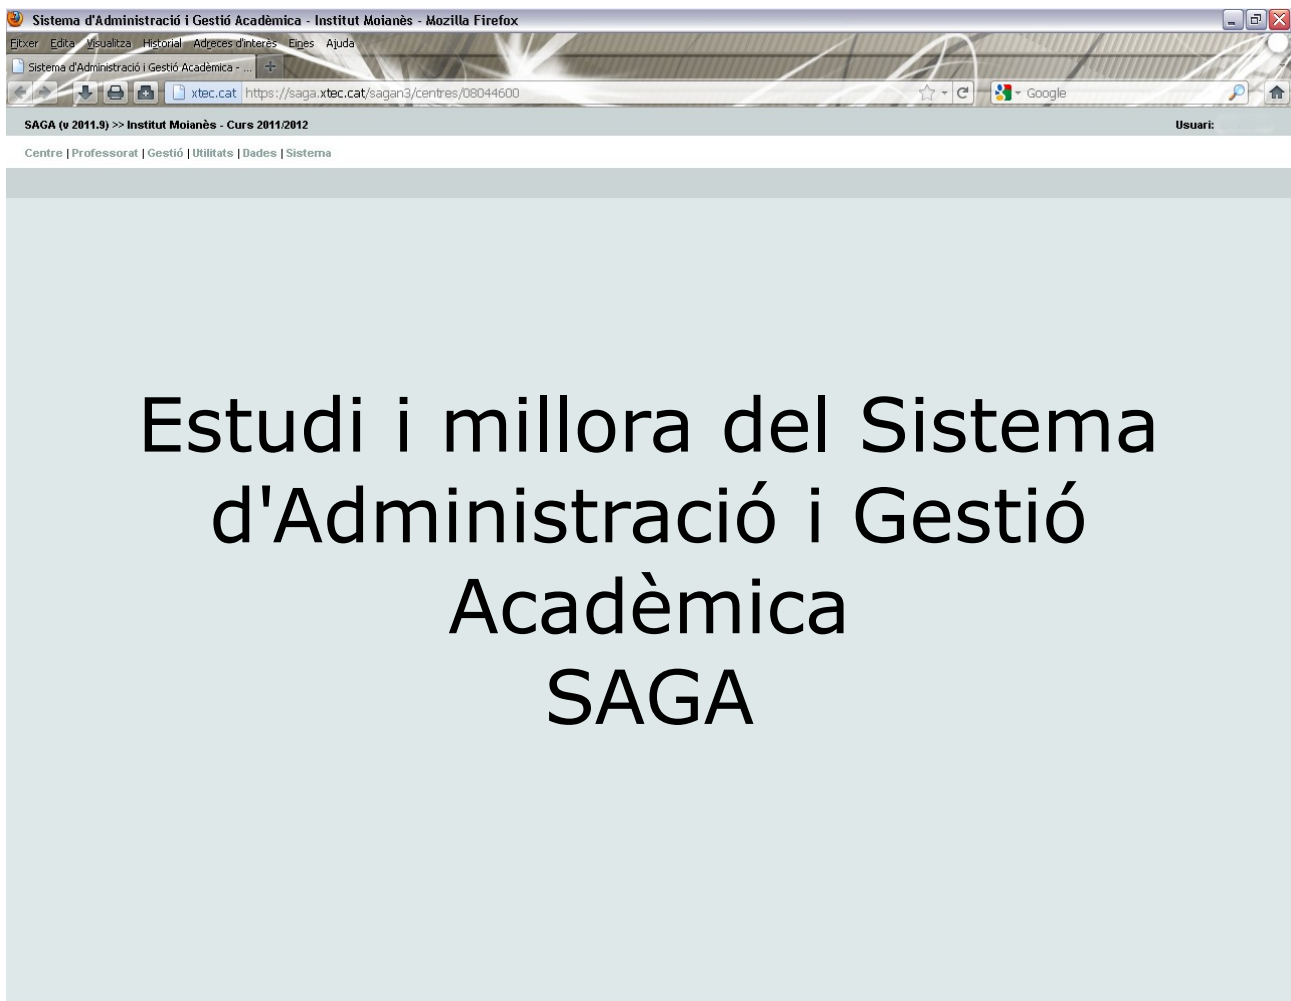 Sistema d'Administració i Gestió Acadèmica - Institut Moianès - Mozilla Firefox
Fitxer Edita Visualitza Historial Adreces d'interès Eines Ajuda
Sistema d'Administració i Gestió Acadèmica - ...
xtec.cat https://saga.xtec.cat/sagan3/centres/08044600 Google
SAGA (v 2011.9) >> Institut Moianès - Curs 2011/2012 Usuari:
Centre | Professorat | Gestió | Utilitats | Dades | Sistema
Estudi i millora del Sistema
d'Administració i Gestió
Acadèmica
SAGA